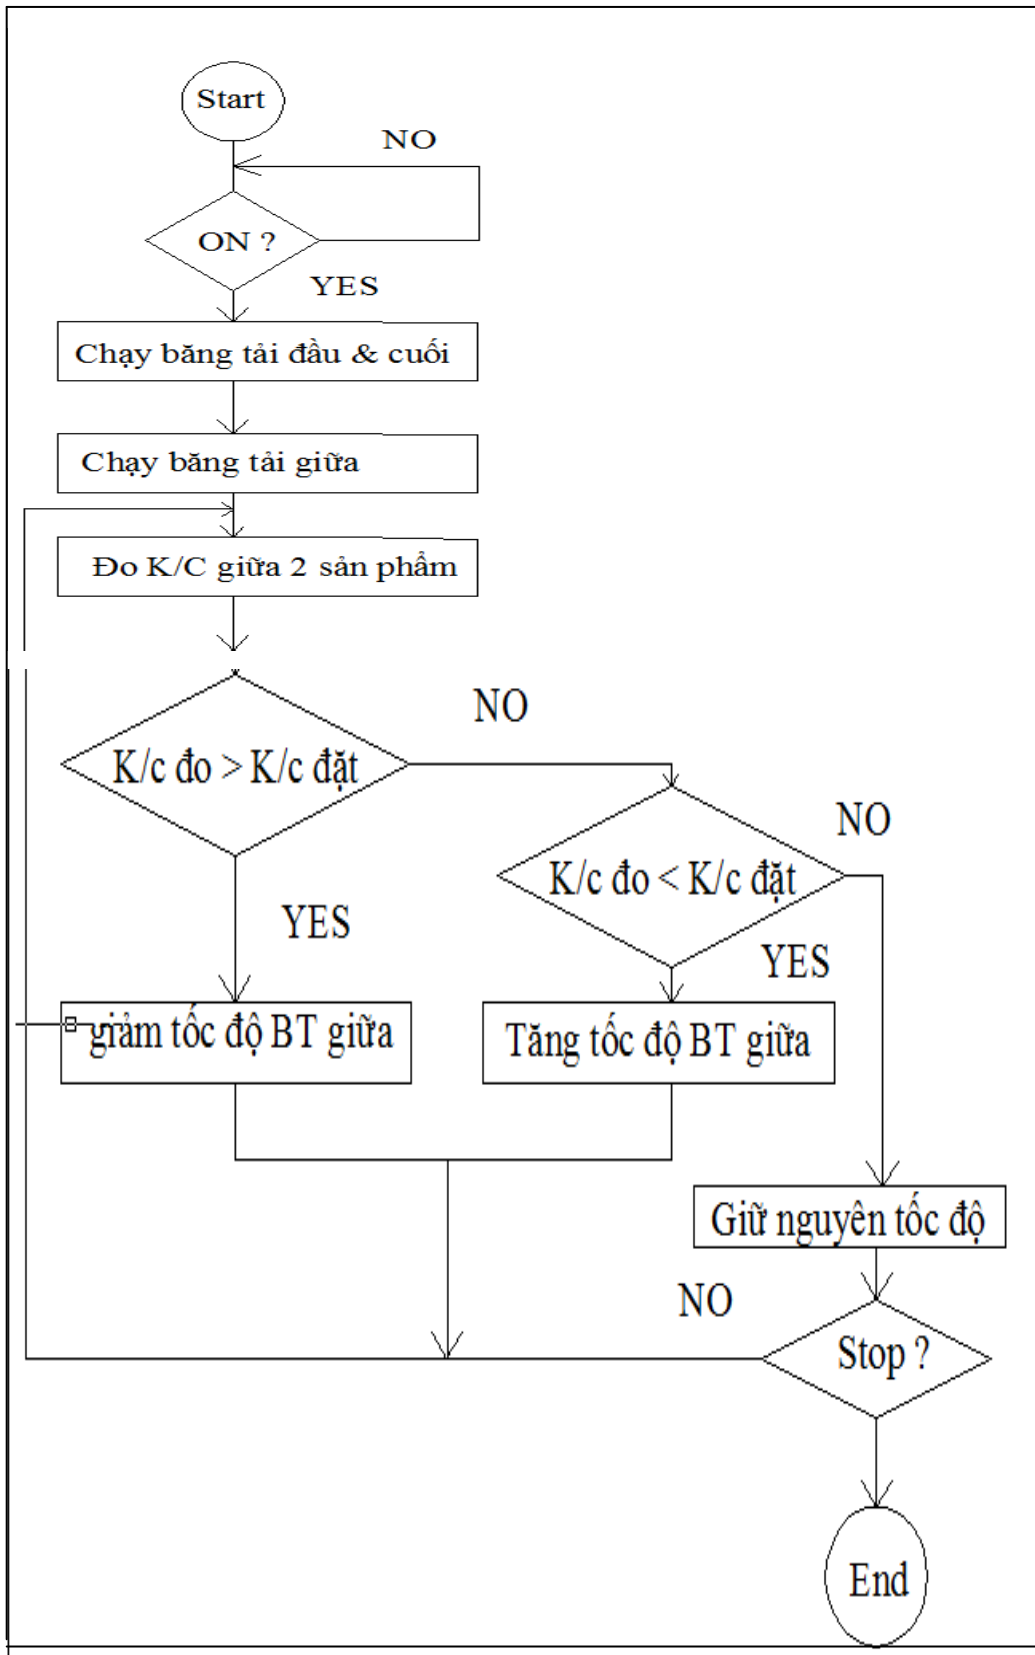 Start
NO
ON ?
YES
Chạy băng tải đầu & cuối
Chạy băng tải giữa
Đo K/C giữa 2 sản phẩm
NO
K/c đo > K/c đặt
NO
K/c đo < K/c đặt
YES
YES
giảm tốc độ BT giữa
Tăng tốc độ BT giữa
Giữ nguyên tốc độ
NO
Stop ?
End